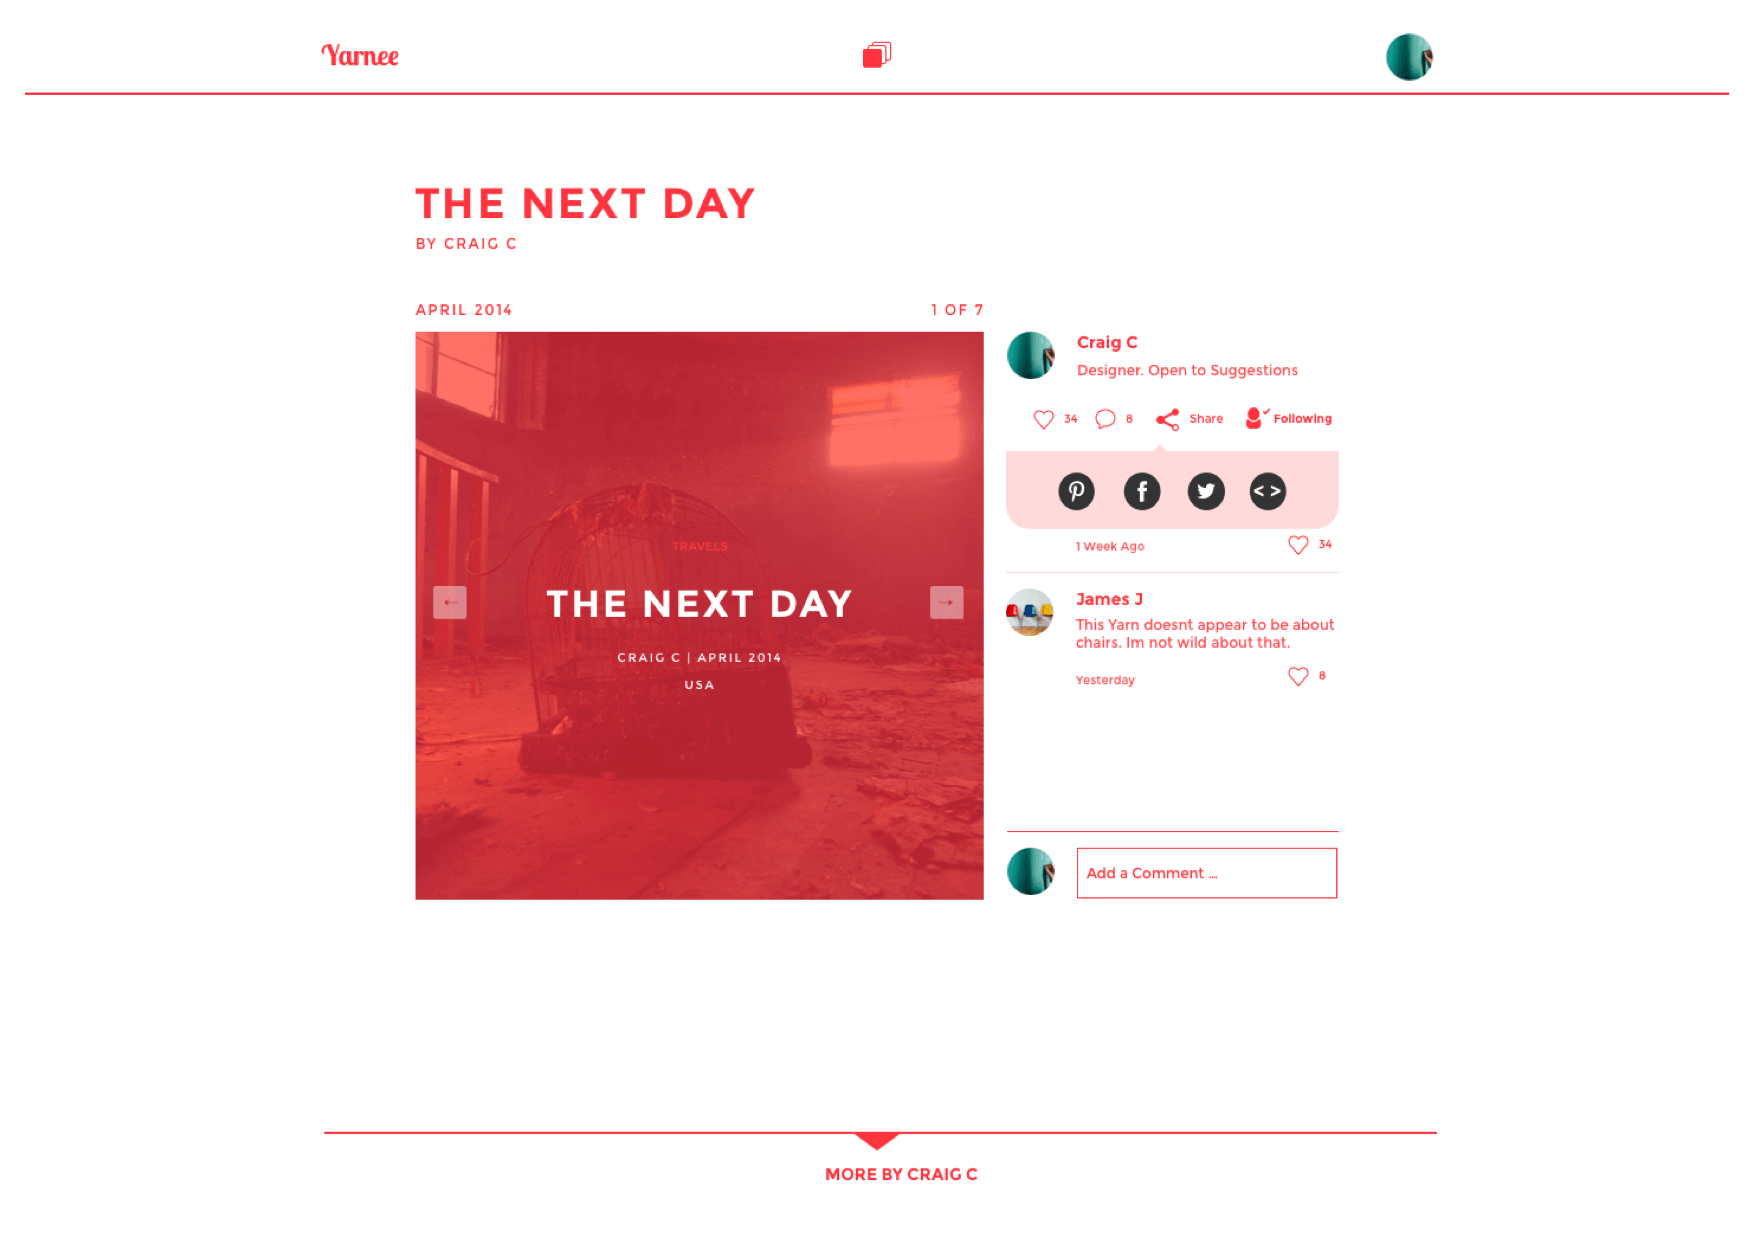 Yarnee
THE NEXT DAY
BY CRAIG C
APRIL 2014
1 OF 7
TRAVELS
←
→
THE NEXT DAY
CRAIG C | APRIL 2014
USA
Craig C
Designer. Open to Suggestions
34
8
Share
Following
< >
1 Week Ago
34
James J
This Yarn doesnt appear to be about
chairs. Im not wild about that.
Yesterday
8
Add a Comment ...
MORE BY CRAIG C